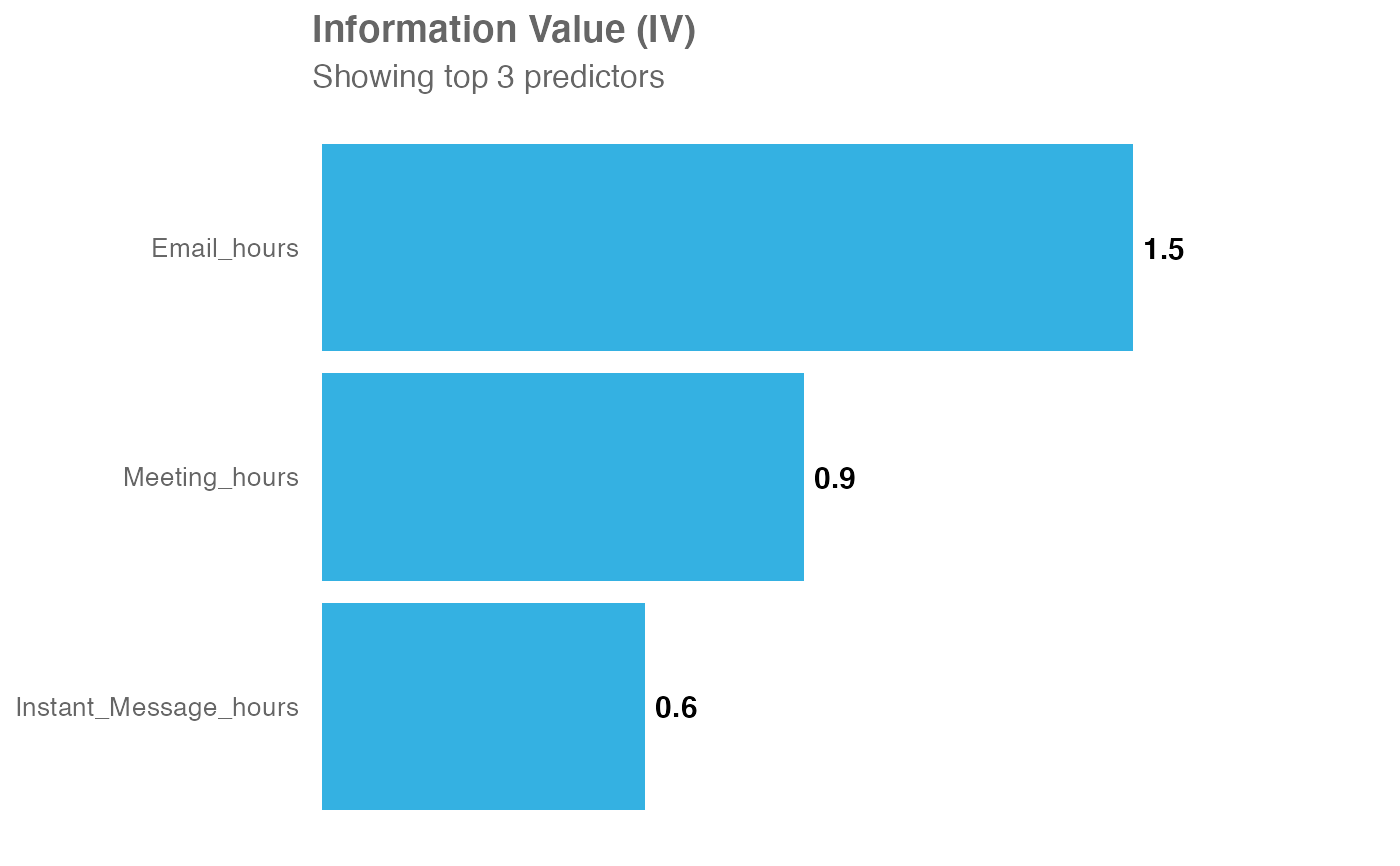 Information Value (IV)
Showing top 3 predictors
Email_hours
1.5
Meeting_hours
0.9
Instant_Message_hours
0.6